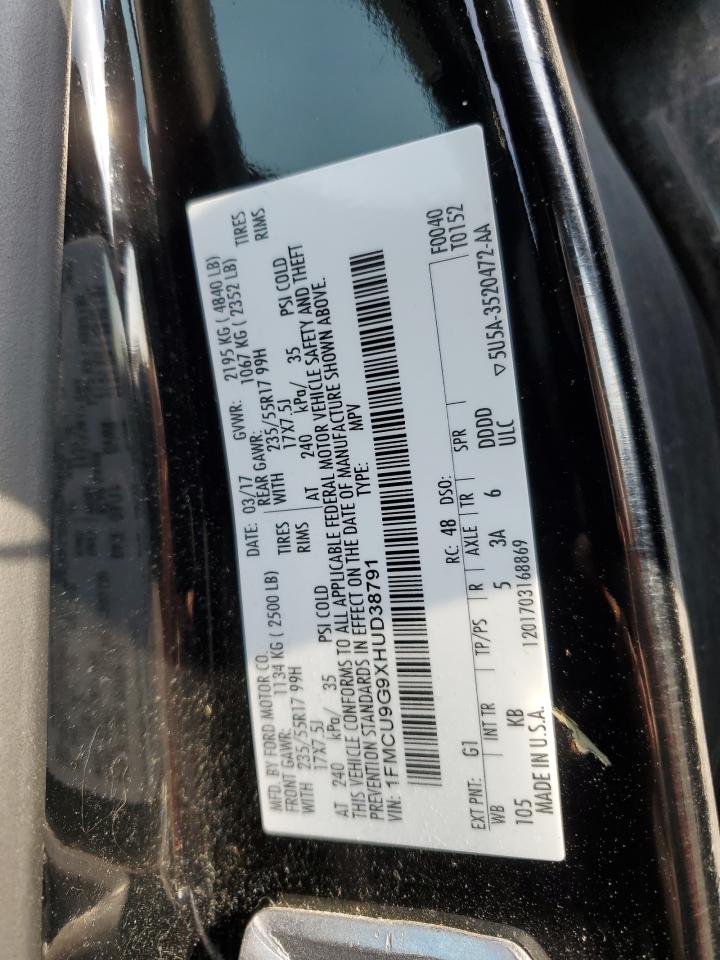 MFD. BY FORD MOTOR CO.
DATE: 03/17 GVWR: 2195 KG ( 4840 LB)
FRONT GAWR: 1134 KG ( 2500 LB) REAR GAWR: 1067 KG ( 2352 LB)
WITH 235/55R17 99H TIRES WITH 235/55R17 99H TIRES
17X7.5J RIMS 17X7.5J RIMS
AT 240 kPa/ 35 PSI COLD AT 240 kPa/ 35 PSI COLD
THIS VEHICLE CONFORMS TO ALL APPLICABLE FEDERAL MOTOR VEHICLE SAFETY AND THEFT
PREVENTION STANDARDS IN EFFECT ON THE DATE OF MANUFACTURE SHOWN ABOVE.
VIN: 1FMCU9G9XHUD38791 TYPE: MPV
F0040
EXT PNT: G1 RC: 48 DSO: T0152
WB INT TR TP/PS R AXLE TR SPR
105 KB 5 3A 6 DDDD
MADE IN U.S.A. 1201703168869 ULC
▽5U5A-3520472-AA